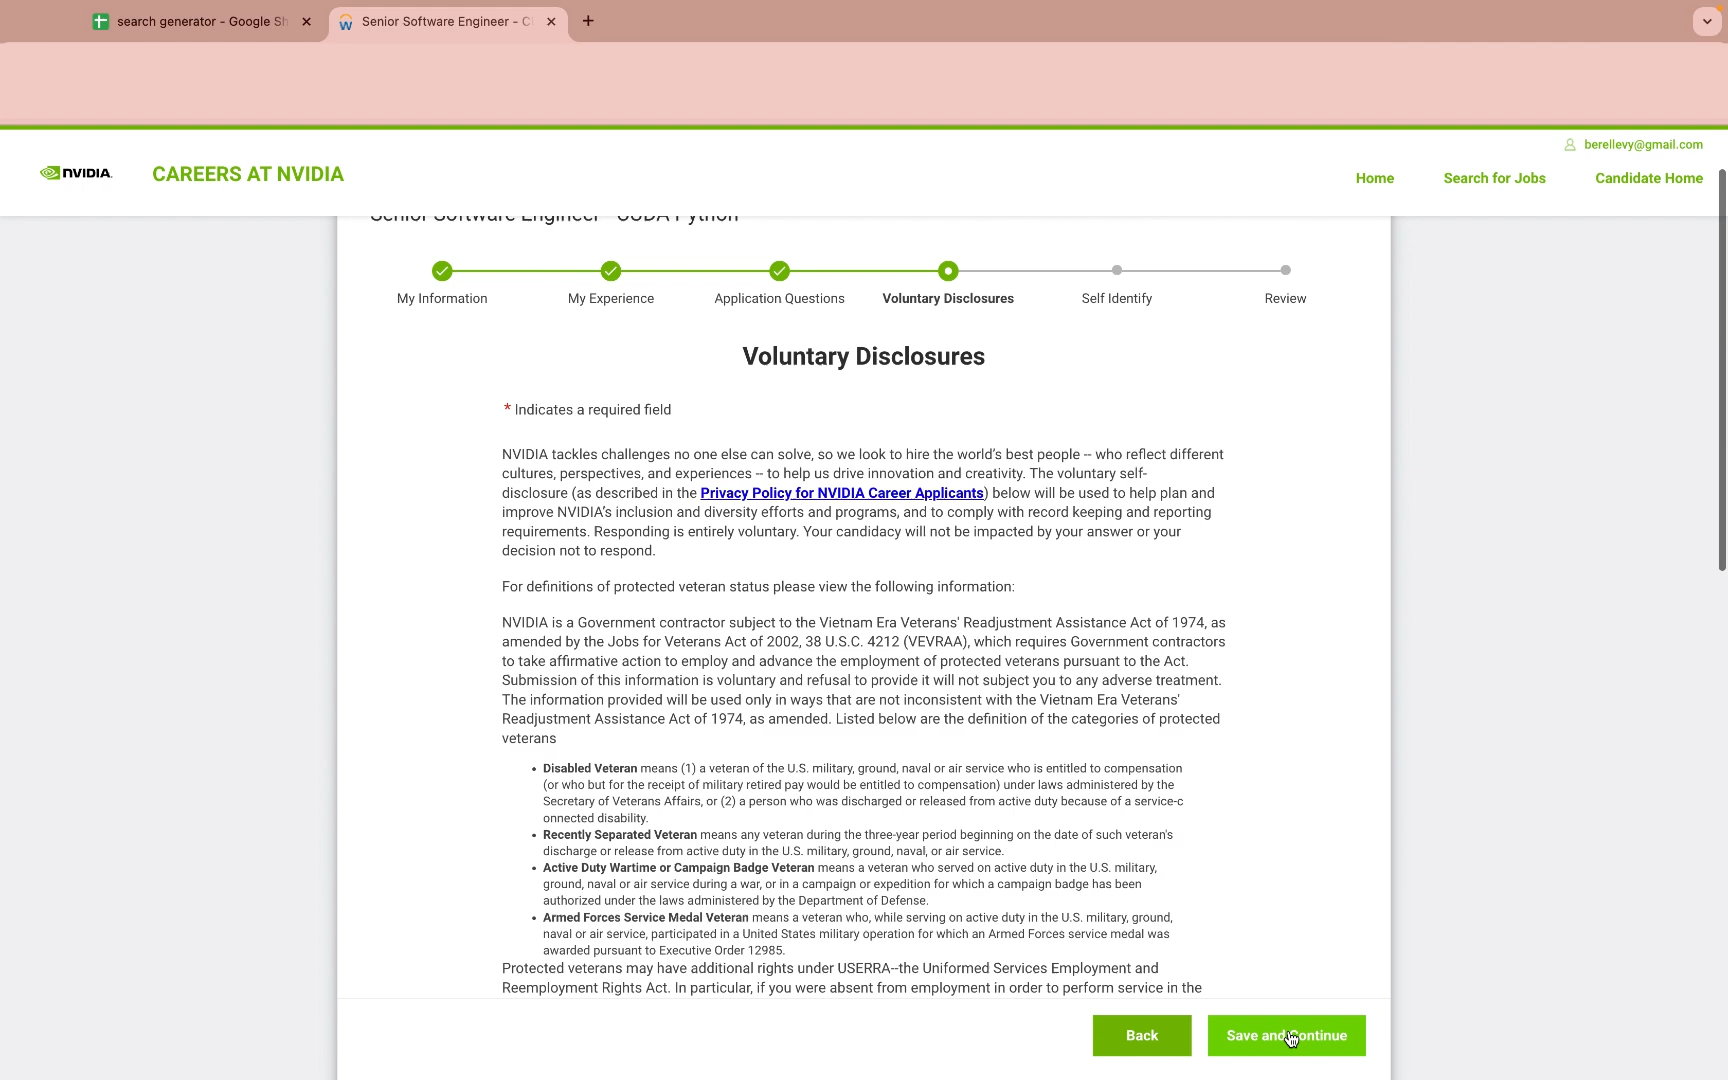 search generator - Google Sh
Senior Software Engineer - C
berellevy@gmail.com
NVIDIA.
CAREERS AT NVIDIA
Home
Search for Jobs
Candidate Home
Senior Software Engineer - CUDA Python
My Information
My Experience
Application Questions
Voluntary Disclosures
Self Identify
Review
Voluntary Disclosures
* Indicates a required field
NVIDIA tackles challenges no one else can solve, so we look to hire the world's best people -- who reflect different
cultures, perspectives, and experiences -- to help us drive innovation and creativity. The voluntary self-
disclosure (as described in the Privacy Policy for NVIDIA Career Applicants) below will be used to help plan and
improve NVIDIA's inclusion and diversity efforts and programs, and to comply with record keeping and reporting
requirements. Responding is entirely voluntary. Your candidacy will not be impacted by your answer or your
decision not to respond.
For definitions of protected veteran status please view the following information:
NVIDIA is a Government contractor subject to the Vietnam Era Veterans' Readjustment Assistance Act of 1974, as
amended by the Jobs for Veterans Act of 2002, 38 U.S.C. 4212 (VEVRAA), which requires Government contractors
to take affirmative action to employ and advance the employment of protected veterans pursuant to the Act.
Submission of this information is voluntary and refusal to provide it will not subject you to any adverse treatment.
The information provided will be used only in ways that are not inconsistent with the Vietnam Era Veterans'
Readjustment Assistance Act of 1974, as amended. Listed below are the definition of the categories of protected
veterans
• Disabled Veteran means (1) a veteran of the U.S. military, ground, naval or air service who is entitled to compensation
(or who but for the receipt of military retired pay would be entitled to compensation) under laws administered by the
Secretary of Veterans Affairs, or (2) a person who was discharged or released from active duty because of a service-c
onnected disability.
• Recently Separated Veteran means any veteran during the three-year period beginning on the date of such veteran's
discharge or release from active duty in the U.S. military, ground, naval, or air service.
• Active Duty Wartime or Campaign Badge Veteran means a veteran who served on active duty in the U.S. military,
ground, naval or air service during a war, or in a campaign or expedition for which a campaign badge has been
authorized under the laws administered by the Department of Defense.
• Armed Forces Service Medal Veteran means a veteran who, while serving on active duty in the U.S. military, ground,
naval or air service, participated in a United States military operation for which an Armed Forces service medal was
awarded pursuant to Executive Order 12985.
Protected veterans may have additional rights under USERRA--the Uniformed Services Employment and
Reemployment Rights Act. In particular, if you were absent from employment in order to perform service in the
Back
Save and Continue